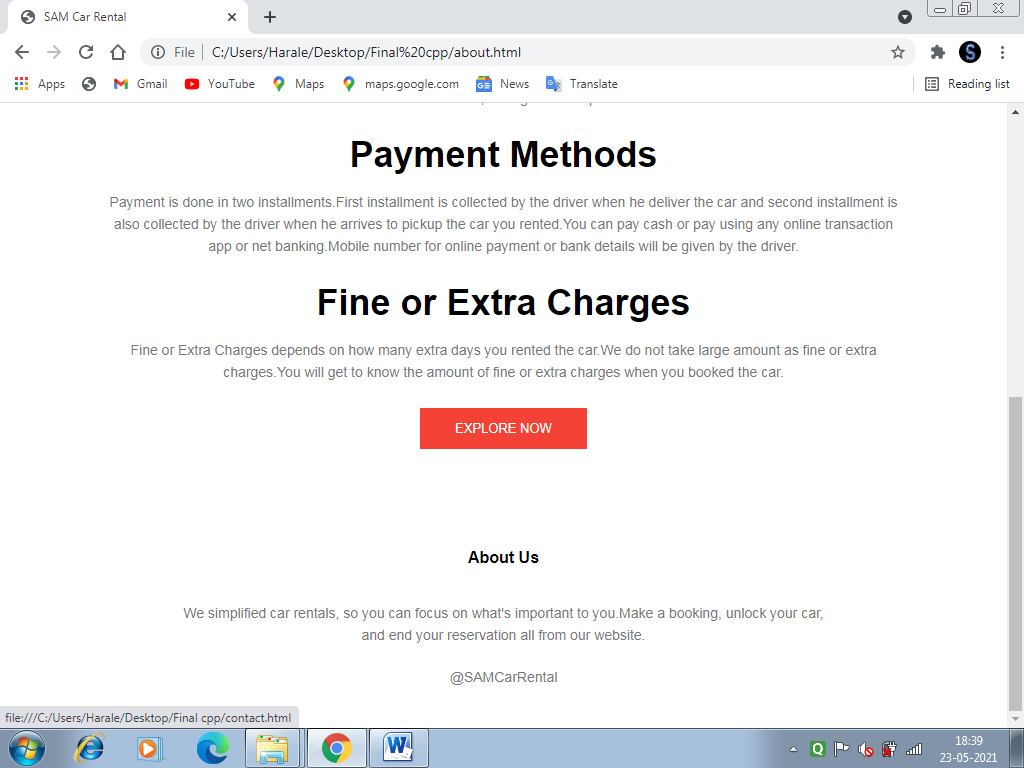 SAM Car Rental
File
C:/Users/Harale/Desktop/Final%20cpp/about.html
S
Apps
Gmail
YouTube
Maps
maps.google.com
News
Translate
Reading list
Payment Methods
Payment is done in two installments.First installment is collected by the driver when he deliver the car and second installment is
also collected by the driver when he arrives to pickup the car you rented.You can pay cash or pay using any online transaction
app or net banking.Mobile number for online payment or bank details will be given by the driver.
Fine or Extra Charges
Fine or Extra Charges depends on how many extra days you rented the car.We do not take large amount as fine or extra
charges.You will get to know the amount of fine or extra charges when you booked the car.
EXPLORE NOW
About Us
We simplified car rentals, so you can focus on what's important to you.Make a booking, unlock your car,
and end your reservation all from our website.
@SAMCarRental
file:///C:/Users/Harale/Desktop/Final cpp/contact.html
18:39
23-05-2021